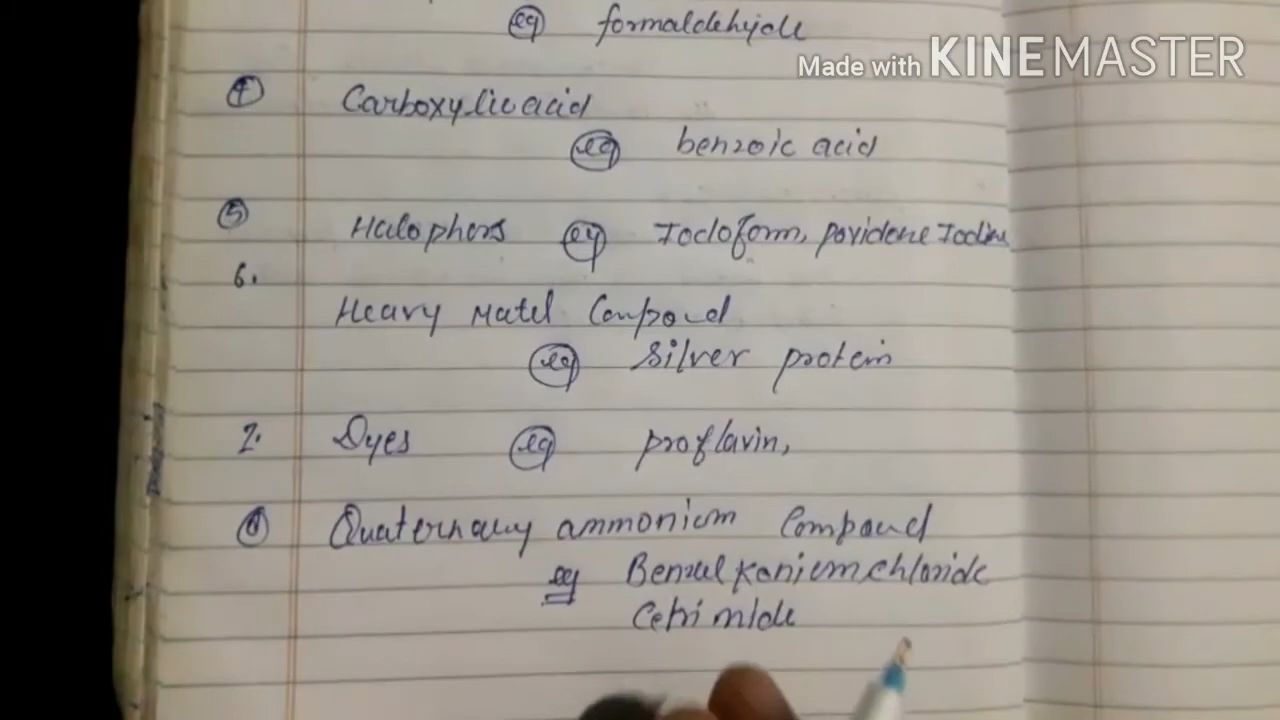 eg formaldehyde
Made with KINEMASTER
4 Carboxylic acid
eg benzoic acid
5 Halophors eg Iodoform, povidone Iodine
6.
Heavy Matel Compound
eg Silver protein
7. Dyes eg proflavin,
8 Quaternary ammonium Compound
eg Benzalkonium chloride
Cetrimide